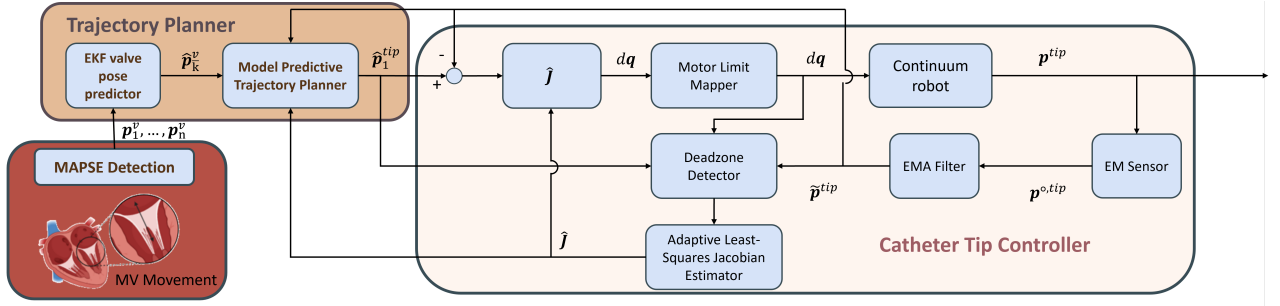 Trajectory Planner
EKF valve
pose
predictor
p̂ᵥₖ
Model Predictive
Trajectory Planner
p̂₁ᵗⁱᵖ
-
+
Ĵ
dq
Motor Limit
Mapper
dq
Continuum
robot
pᵗⁱᵖ
p₁ᵛ, ..., pₙᵛ
MAPSE Detection
MV Movement
Deadzone
Detector
p̃ᵗⁱᵖ
EMA Filter
p°,ᵗⁱᵖ
EM Sensor
Ĵ
Adaptive Least-
Squares Jacobian
Estimator
Catheter Tip Controller